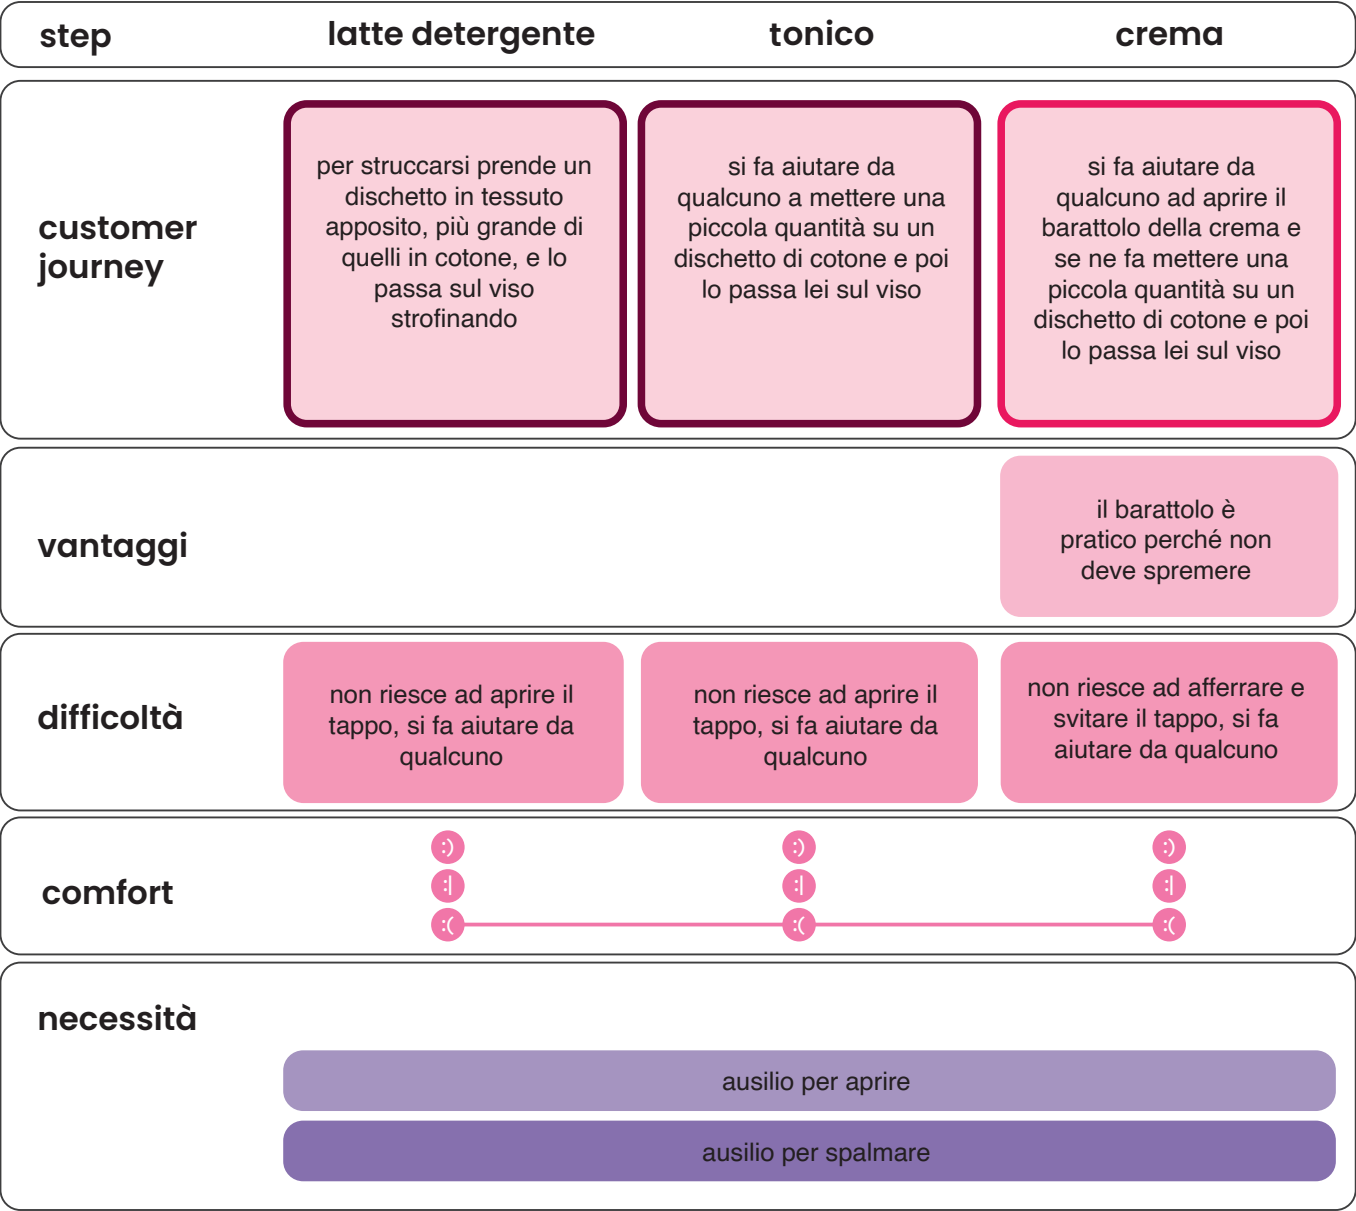 step
latte detergente
tonico
crema
customer
journey
per struccarsi prende un
dischetto in tessuto
apposito, più grande di
quelli in cotone, e lo
passa sul viso
strofinando
si fa aiutare da
qualcuno a mettere una
piccola quantità su un
dischetto di cotone e poi
lo passa lei sul viso
si fa aiutare da
qualcuno ad aprire il
barattolo della crema e
se ne fa mettere una
piccola quantità su un
dischetto di cotone e poi
lo passa lei sul viso
vantaggi
il barattolo è
pratico perché non
deve spremere
difficoltà
non riesce ad aprire il
tappo, si fa aiutare da
qualcuno
non riesce ad aprire il
tappo, si fa aiutare da
qualcuno
non riesce ad afferrare e
svitare il tappo, si fa
aiutare da qualcuno
comfort
:)
:|
:(
:)
:|
:(
:)
:|
:(
necessità
ausilio per aprire
ausilio per spalmare